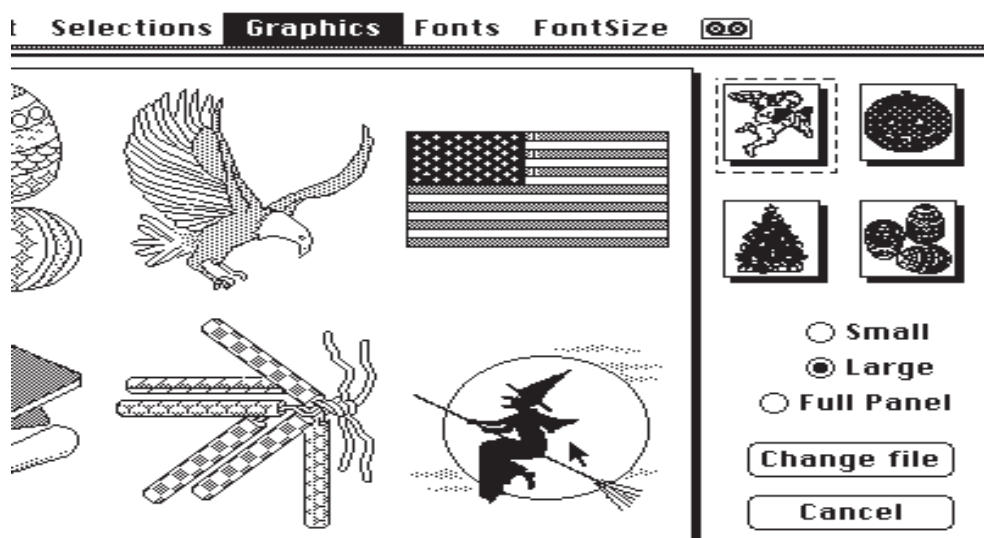 t Selections Graphics Fonts FontSize
Small
Large
Full Panel
Change file
Cancel